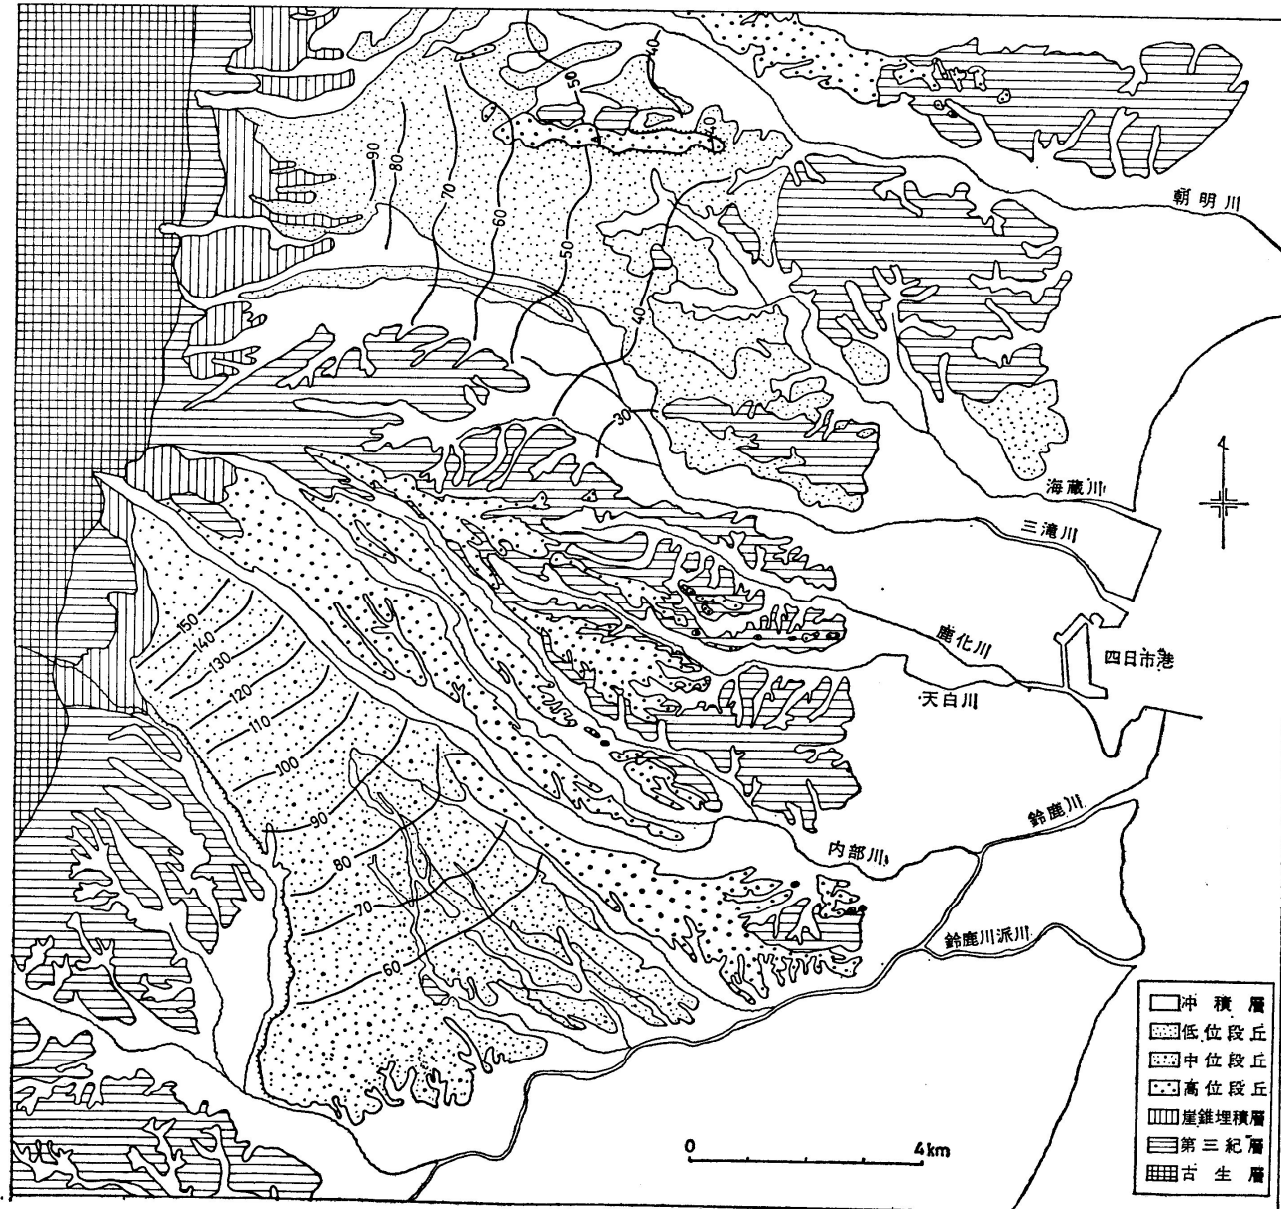 40
50
40
90
80
70
60
50
40
30
朝明川
海蔵川
三滝川
鹿化川
四日市港
天白川
150
140
130
120
110
100
90
80
70
60
鈴鹿川
内部川
鈴鹿川派川
0 4km
沖積層
低位段丘
中位段丘
高位段丘
崖錐埋積層
第三紀層
古生層